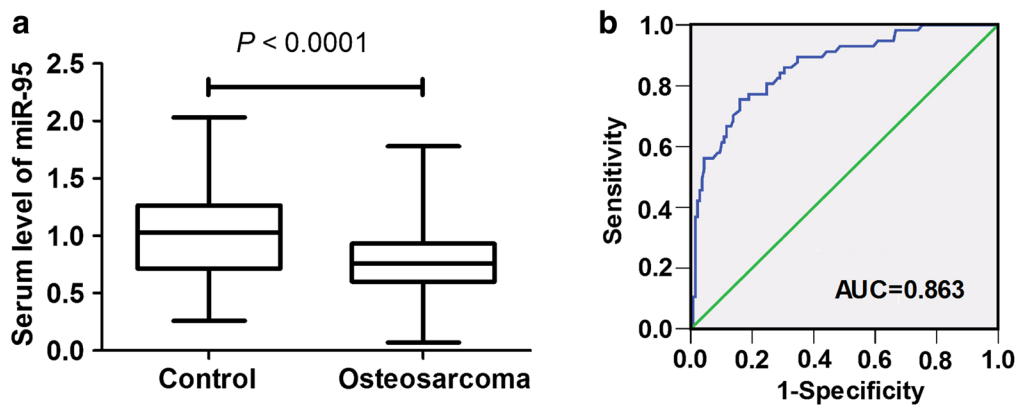 a
P < 0.0001
Serum level of miR-95
2.5
2.0
1.5
1.0
0.5
0.0
Control
Osteosarcoma
b
Sensitivity
1.0
0.8
0.6
0.4
0.2
0.0
AUC=0.863
0.0
0.2
0.4
0.6
0.8
1.0
1-Specificity